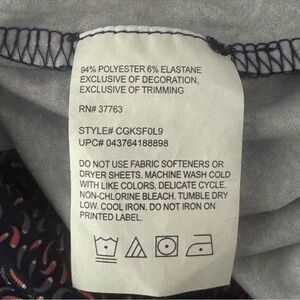 94% POLYESTER 6% ELASTANE
EXCLUSIVE OF DECORATION.
EXCLUSIVE OF TRIMMING
RN# 37763
STYLE# CGKSF0L9
UPC# 043764188898
DO NOT USE FABRIC SOFTENERS OR
DRYER SHEETS. MACHINE WASH COLD
WITH LIKE COLORS. DELICATE CYCLE.
NON-CHLORINE BLEACH. TUMBLE DRY
LOW. COOL IRON. DO NOT IRON ON
PRINTED LABEL.